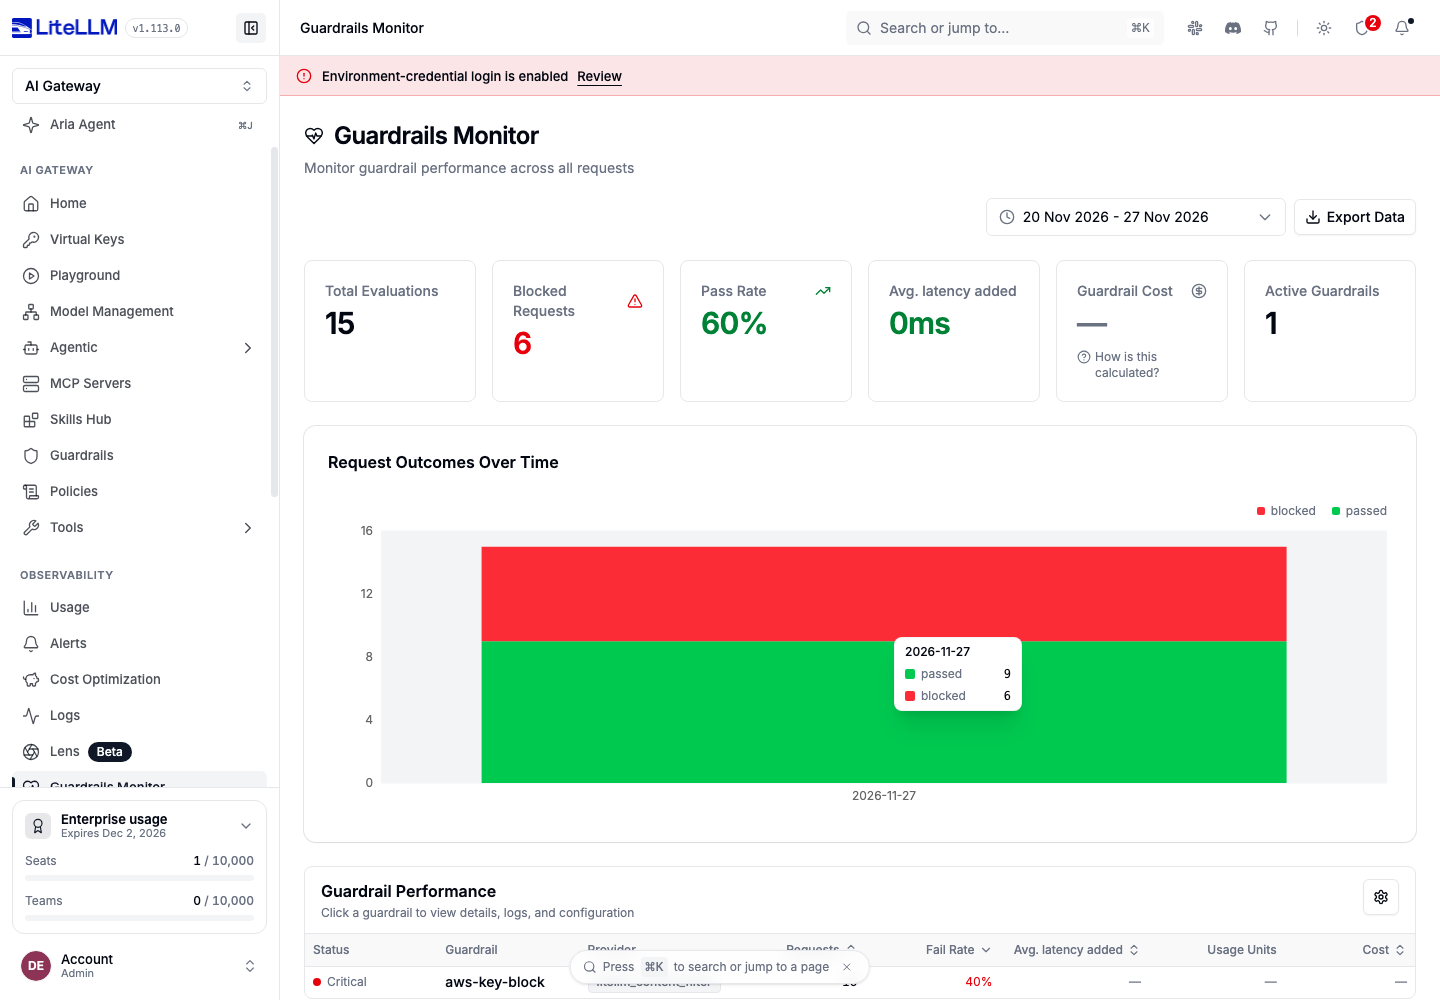 LiteLLM v1.113.0
Guardrails Monitor
Search or jump to... ⌘K
2
AI Gateway
Environment-credential login is enabled Review
Aria Agent ⌘J
AI GATEWAY
Home
Virtual Keys
Playground
Model Management
Agentic
MCP Servers
Skills Hub
Guardrails
Policies
Tools
OBSERVABILITY
Usage
Alerts
Cost Optimization
Logs
Lens Beta
Guardrails Monitor
Enterprise usage
Expires Dec 2, 2026
Seats 1 / 10,000
Teams 0 / 10,000
DE Account
Admin
Guardrails Monitor
Monitor guardrail performance across all requests
20 Nov 2026 - 27 Nov 2026
Export Data
Total Evaluations
15
Blocked
Requests
6
Pass Rate
60%
Avg. latency added
0ms
Guardrail Cost
—
How is this
calculated?
Active Guardrails
1
Request Outcomes Over Time
blocked passed
16
12
8
4
0
2026-11-27
passed 9
blocked 6
2026-11-27
Guardrail Performance
Click a guardrail to view details, logs, and configuration
Status Guardrail Provider Requests Fail Rate Avg. latency added Usage Units Cost
Critical aws-key-block 40% — — —
Press ⌘K to search or jump to a page